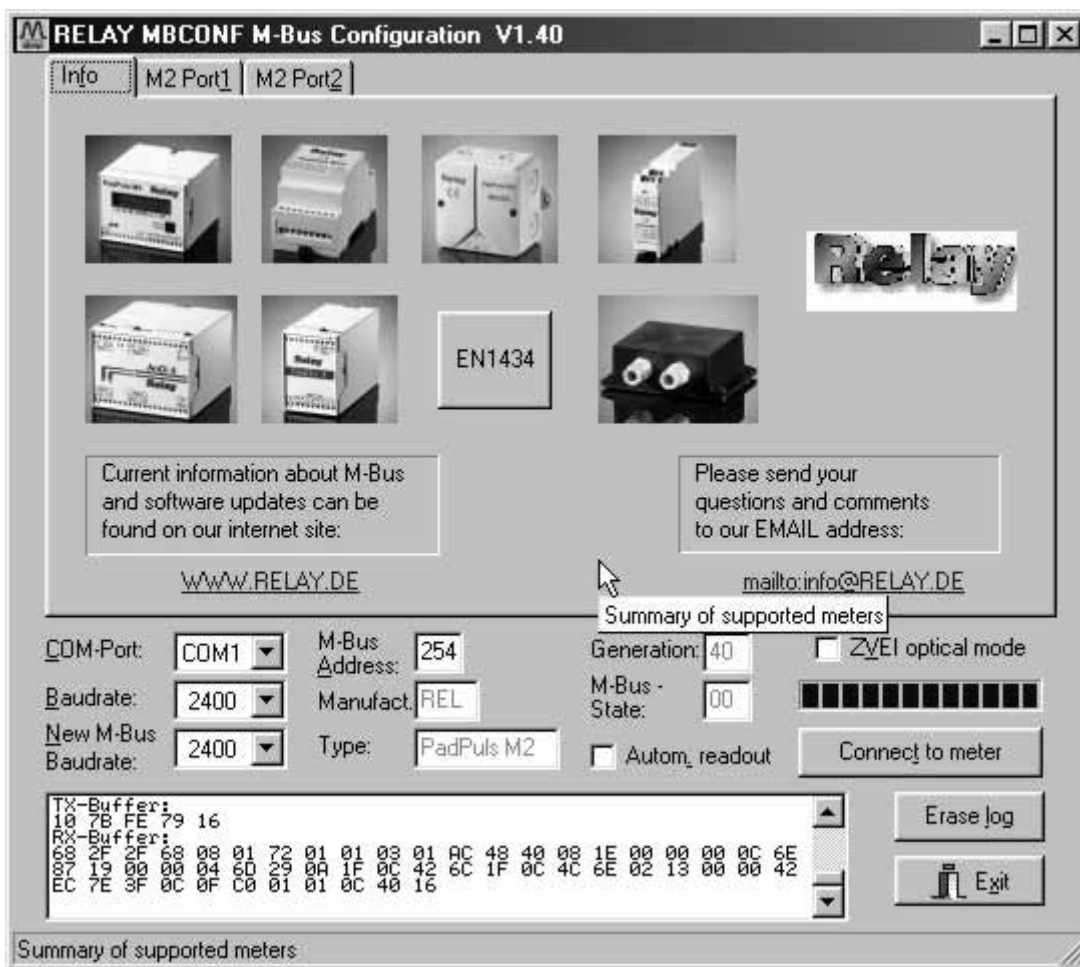 RELAY MBCONF M-Bus Configuration V1.40
Info M2 Port1 M2 Port2
Relay
EN1434
Relay
Current information about M-Bus
and software updates can be
found on our internet site:
WWW.RELAY.DE
Please send your
questions and comments
to our EMAIL address:
mailto:info@RELAY.DE
Summary of supported meters
COM-Port: COM1
M-Bus
Address: 254
Generation: 40
ZVEI optical mode
Baudrate: 2400
Manufact. REL
M-Bus -
State: 00
New M-Bus
Baudrate: 2400
Type: PadPuls M2
Autom. readout
Connect to meter
TX-Buffer:
10 7B FE 79 16
RX-Buffer:
68 2F 2F 68 08 01 72 01 01 03 01 AC 48 40 08 1E 00 00 00 0C 6E
87 19 00 00 04 6D 29 0A 1F 0C 42 6C 1F 0C 4C 6E 02 13 00 00 42
EC 7E 3F 0C 0F C0 01 01 0C 40 16
Erase log
Exit
Summary of supported meters